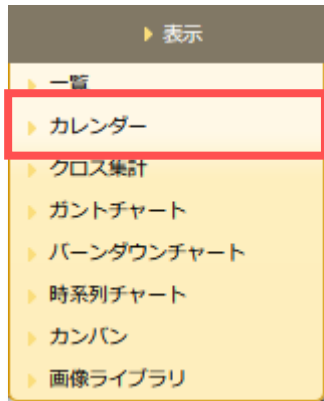 表示
一覧
カレンダー
クロス集計
ガントチャート
バーンダウンチャート
時系列チャート
カンバン
画像ライブラリ